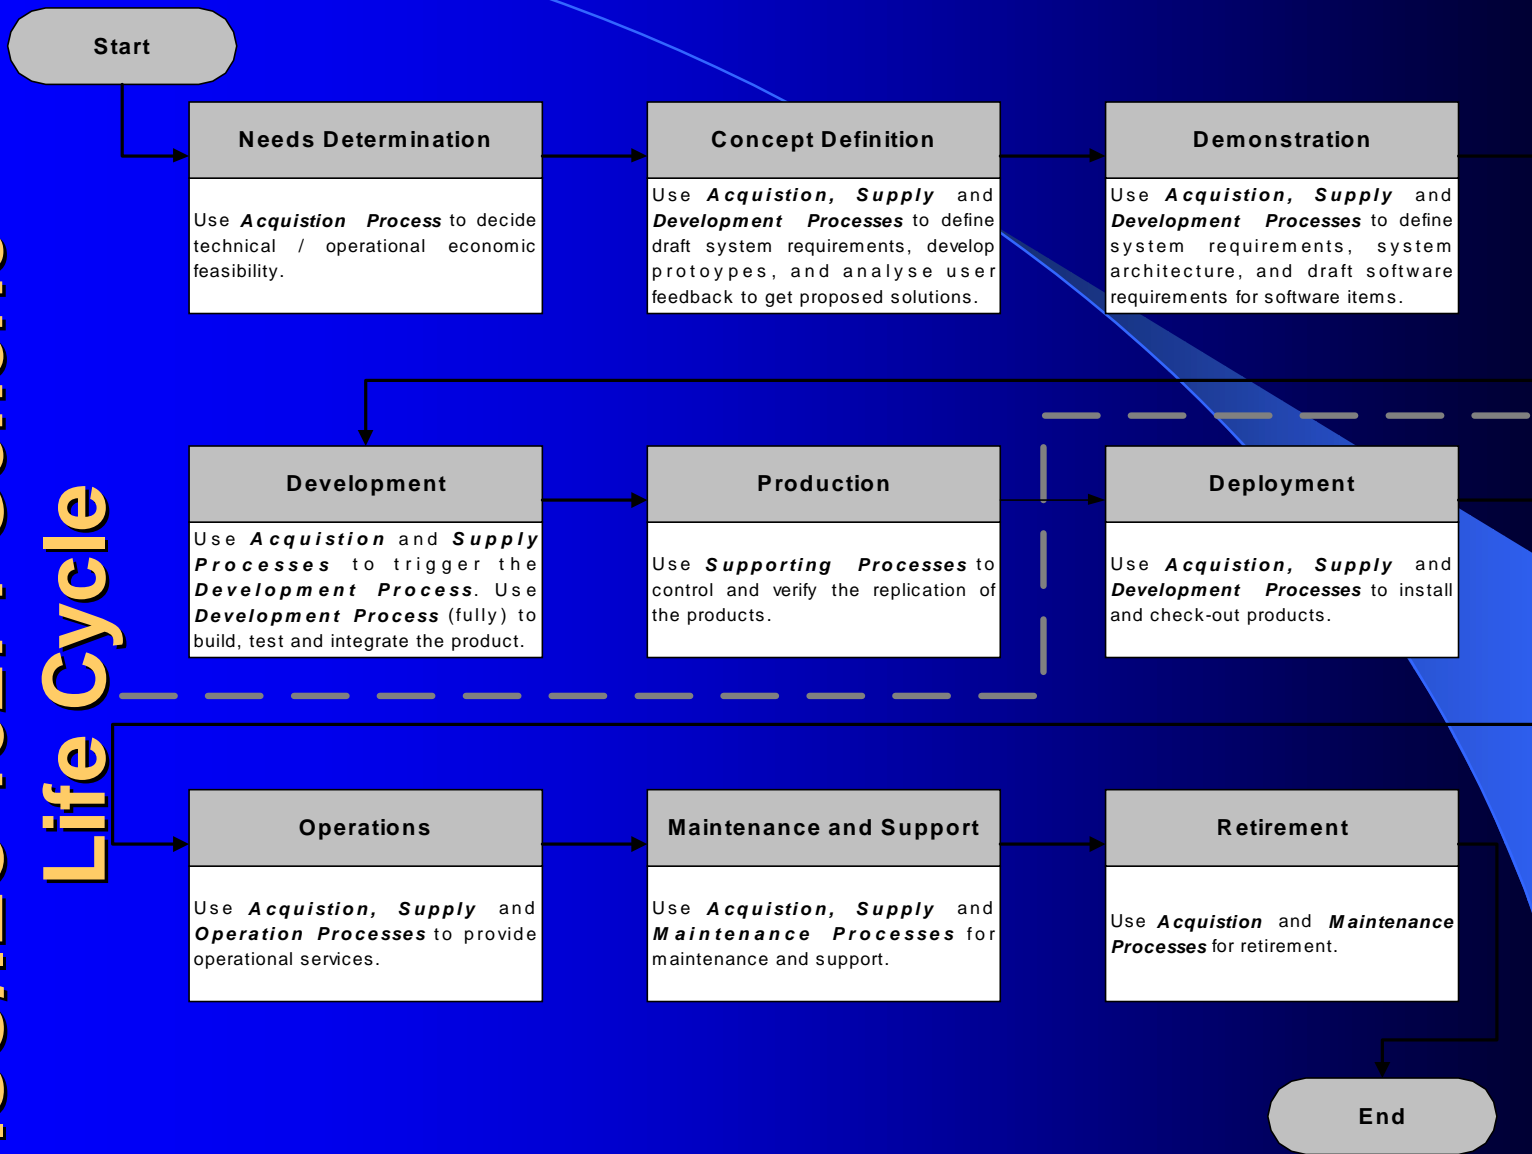 Start
Needs Determination
Use Acquistion Process to decide
technical / operational economic
feasibility.
Concept Definition
Use Acquistion, Supply and
Development Processes to define
draft system requirements, develop
protoypes, and analyse user
feedback to get proposed solutions.
Demonstration
Use Acquistion, Supply and
Development Processes to define
system requirements, system
architecture, and draft software
requirements for software items.
Development
Use Acquistion and Supply
Processes to trigger the
Development Process. Use
Development Process (fully) to
build, test and integrate the product.
Production
Use Supporting Processes to
control and verify the replication of
the products.
Deployment
Use Acquistion, Supply and
Development Processes to install
and check-out products.
Life Cycle
Operations
Use Acquistion, Supply and
Operation Processes to provide
operational services.
Maintenance and Support
Use Acquistion, Supply and
Maintenance Processes for
maintenance and support.
Retirement
Use Acquistion and Maintenance
Processes for retirement.
End